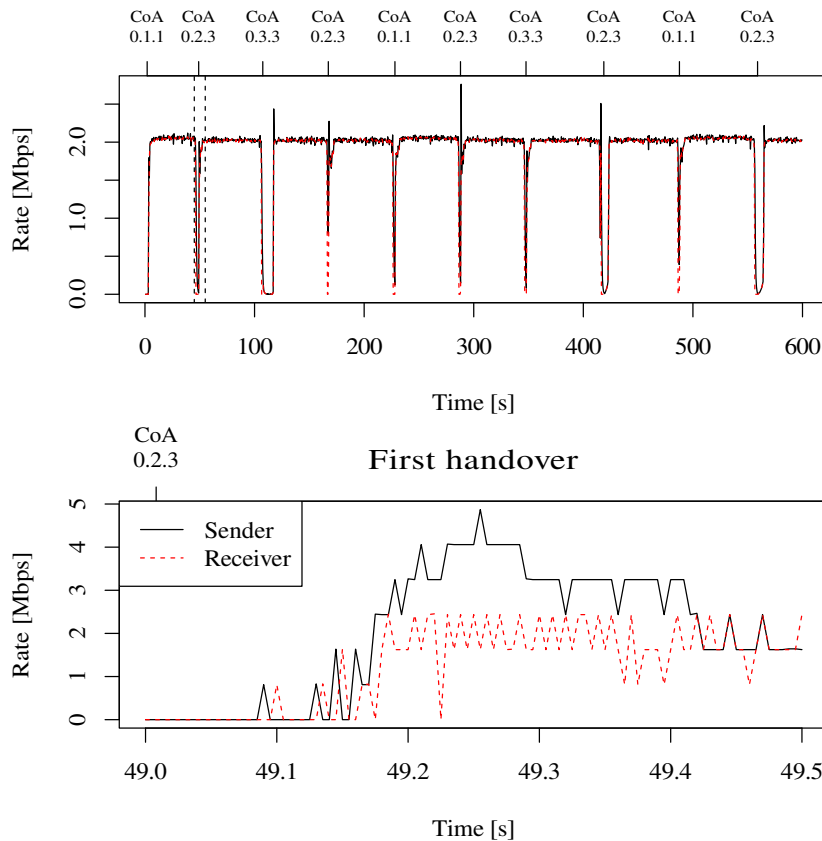 CoA CoA CoA CoA CoA CoA CoA CoA CoA CoA
0.1.1 0.2.3 0.3.3 0.2.3 0.1.1 0.2.3 0.3.3 0.2.3 0.1.1 0.2.3
Rate [Mbps]
2.0
1.0
0.0
0 100 200 300 400 500 600
Time [s]
CoA
0.2.3
First handover
Rate [Mbps]
5
4
3
2
1
0
Sender
Receiver
49.0 49.1 49.2 49.3 49.4 49.5
Time [s]